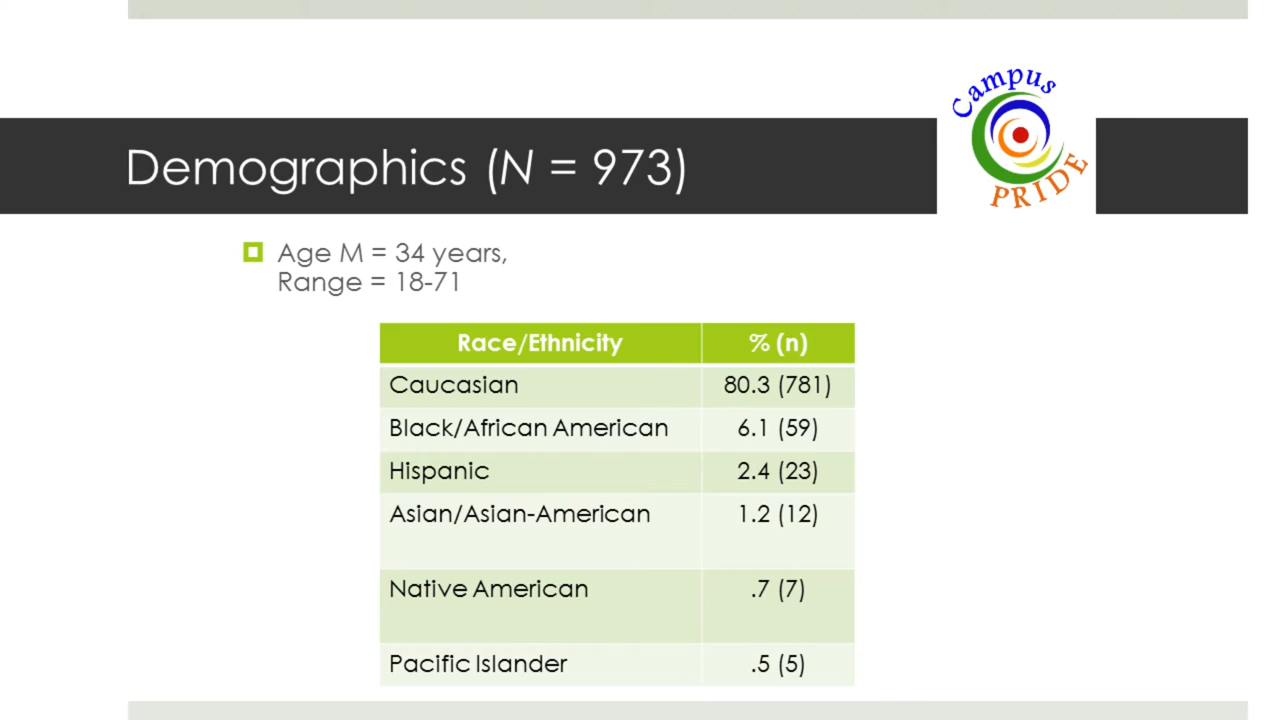 Campus
PRIDE
Demographics (N = 973)
Age M = 34 years,
Range = 18-71
Race/Ethnicity % (n)
Caucasian 80.3 (781)
Black/African American 6.1 (59)
Hispanic 2.4 (23)
Asian/Asian-American 1.2 (12)
Native American .7 (7)
Pacific Islander .5 (5)